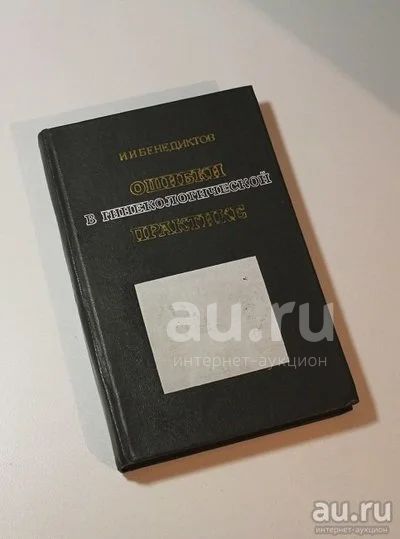 И И БЕНЕДИКТОВ
ОШИБКИ
В ГИНЕКОЛОГИЧЕСКОЙ
ПРАКТИКЕ
au.ru
интернет-аукцион
au.ru
интернет-аукцион